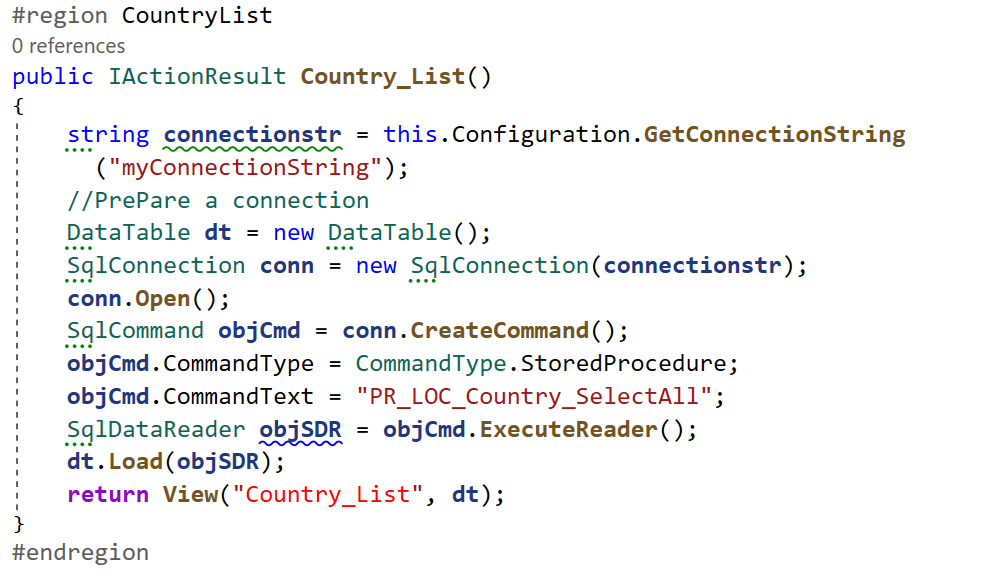 #region CountryList
0 references
public IActionResult Country_List()
{
string connectionstr = this.Configuration.GetConnectionString
("myConnectionString");
//PrePare a connection
DataTable dt = new DataTable();
SqlConnection conn = new SqlConnection(connectionstr);
conn.Open();
SqlCommand objCmd = conn.CreateCommand();
objCmd.CommandType = CommandType.StoredProcedure;
objCmd.CommandText = "PR_LOC_Country_SelectAll";
SqlDataReader objSDR = objCmd.ExecuteReader();
dt.Load(objSDR);
return View("Country_List", dt);
}
#endregion